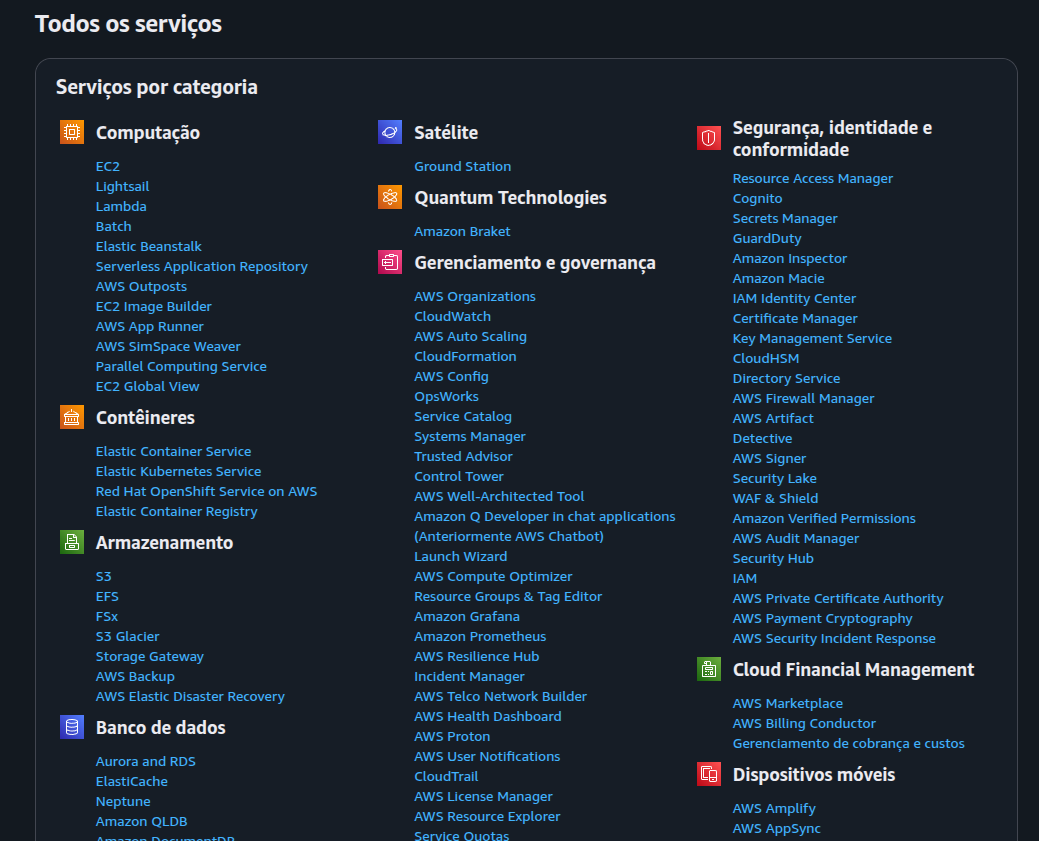 Todos os serviços
Serviços por categoria
Computação
EC2
Lightsail
Lambda
Batch
Elastic Beanstalk
Serverless Application Repository
AWS Outposts
EC2 Image Builder
AWS App Runner
AWS SimSpace Weaver
Parallel Computing Service
EC2 Global View
Contêineres
Elastic Container Service
Elastic Kubernetes Service
Red Hat OpenShift Service on AWS
Elastic Container Registry
Armazenamento
S3
EFS
FSx
S3 Glacier
Storage Gateway
AWS Backup
AWS Elastic Disaster Recovery
Banco de dados
Aurora and RDS
ElastiCache
Neptune
Amazon QLDB
Amazon DocumentDB
Satélite
Ground Station
Quantum Technologies
Amazon Braket
Gerenciamento e governança
AWS Organizations
CloudWatch
AWS Auto Scaling
CloudFormation
AWS Config
OpsWorks
Service Catalog
Systems Manager
Trusted Advisor
Control Tower
AWS Well-Architected Tool
Amazon Q Developer in chat applications
(Anteriormente AWS Chatbot)
Launch Wizard
AWS Compute Optimizer
Resource Groups & Tag Editor
Amazon Grafana
Amazon Prometheus
AWS Resilience Hub
Incident Manager
AWS Telco Network Builder
AWS Health Dashboard
AWS Proton
AWS User Notifications
CloudTrail
AWS License Manager
AWS Resource Explorer
Service Quotas
Segurança, identidade e
conformidade
Resource Access Manager
Cognito
Secrets Manager
GuardDuty
Amazon Inspector
Amazon Macie
IAM Identity Center
Certificate Manager
Key Management Service
CloudHSM
Directory Service
AWS Firewall Manager
AWS Artifact
Detective
AWS Signer
Security Lake
WAF & Shield
Amazon Verified Permissions
AWS Audit Manager
Security Hub
IAM
AWS Private Certificate Authority
AWS Payment Cryptography
AWS Security Incident Response
Cloud Financial Management
AWS Marketplace
AWS Billing Conductor
Gerenciamento de cobrança e custos
Dispositivos móveis
AWS Amplify
AWS AppSync